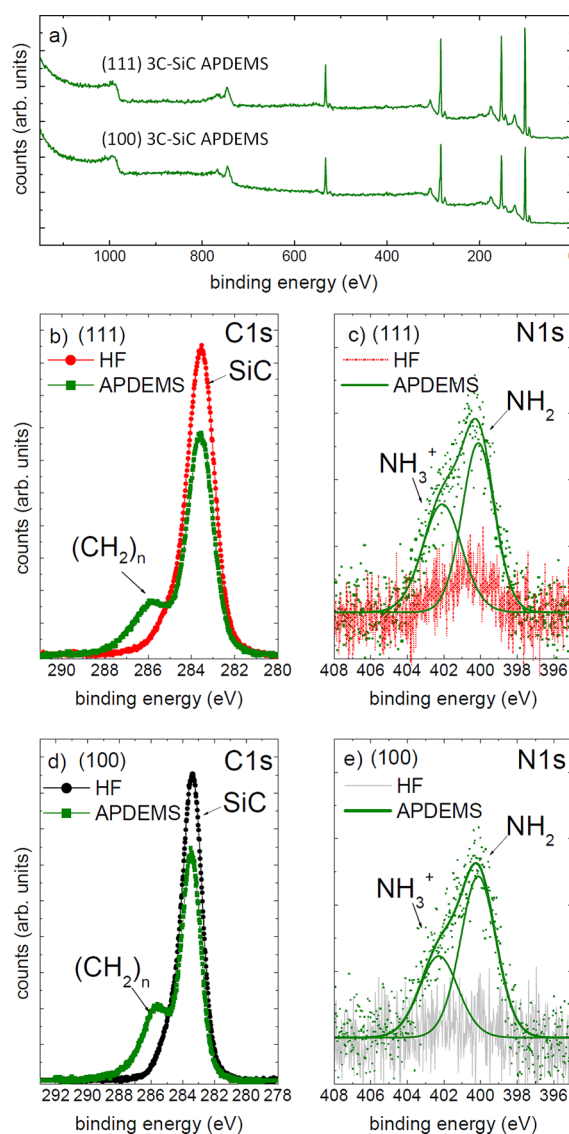 a)
(111) 3C-SiC APDEMS
(100) 3C-SiC APDEMS
counts (arb. units)
1000 800 600 400 200 0
binding energy (eV)
b) (111) C1s
HF
APDEMS
SiC
(CH2)n
counts (arb. units)
290 288 286 284 282 280
binding energy (eV)
c) (111) N1s
HF
APDEMS
NH2
NH3+
408 406 404 402 400 398 396
binding energy (eV)
d) (100) C1s
HF
APDEMS
SiC
(CH2)n
counts (arb. units)
292 290 288 286 284 282 280 278
binding energy (eV)
e) (100) N1s
HF
APDEMS
NH2
NH3+
408 406 404 402 400 398 396
binding energy (eV)